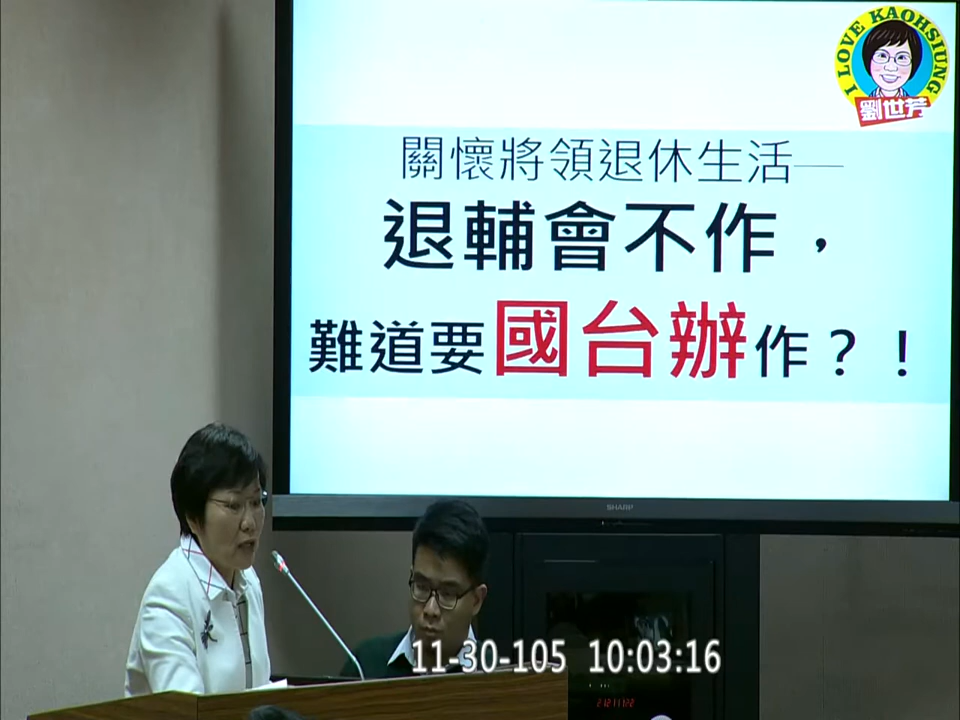 I LOVE KAOHSIUNG
劉世芳
關懷將領退休生活—
退輔會不作，
難道要國台辦作？！
SHARP
11-30-105 10:03:16